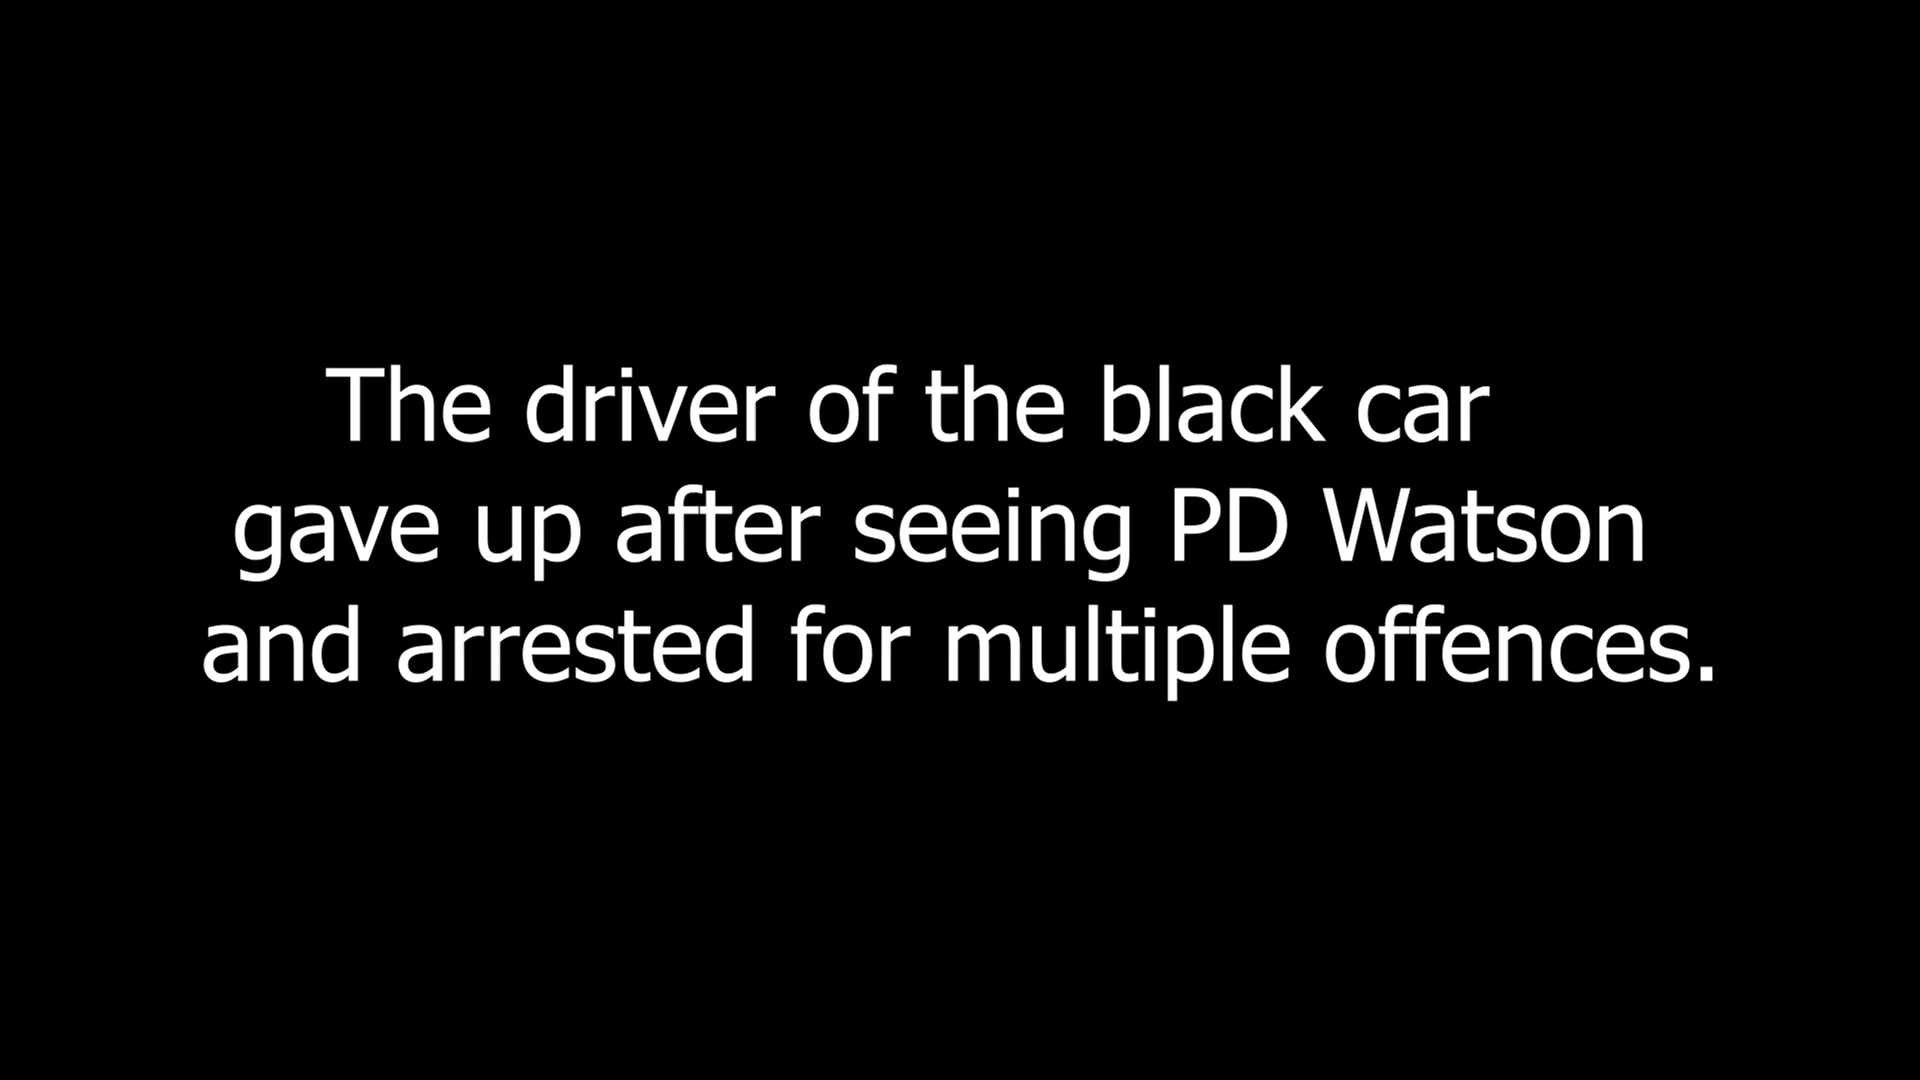 The driver of the black car
gave up after seeing PD Watson
and arrested for multiple offences.